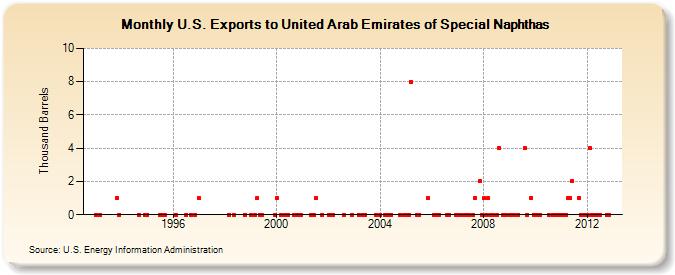 Monthly U.S. Exports to United Arab Emirates of Special Naphthas
Thousand Barrels
10
8
6
4
2
0
1996 2000 2004 2008 2012
Source: U.S. Energy Information Administration